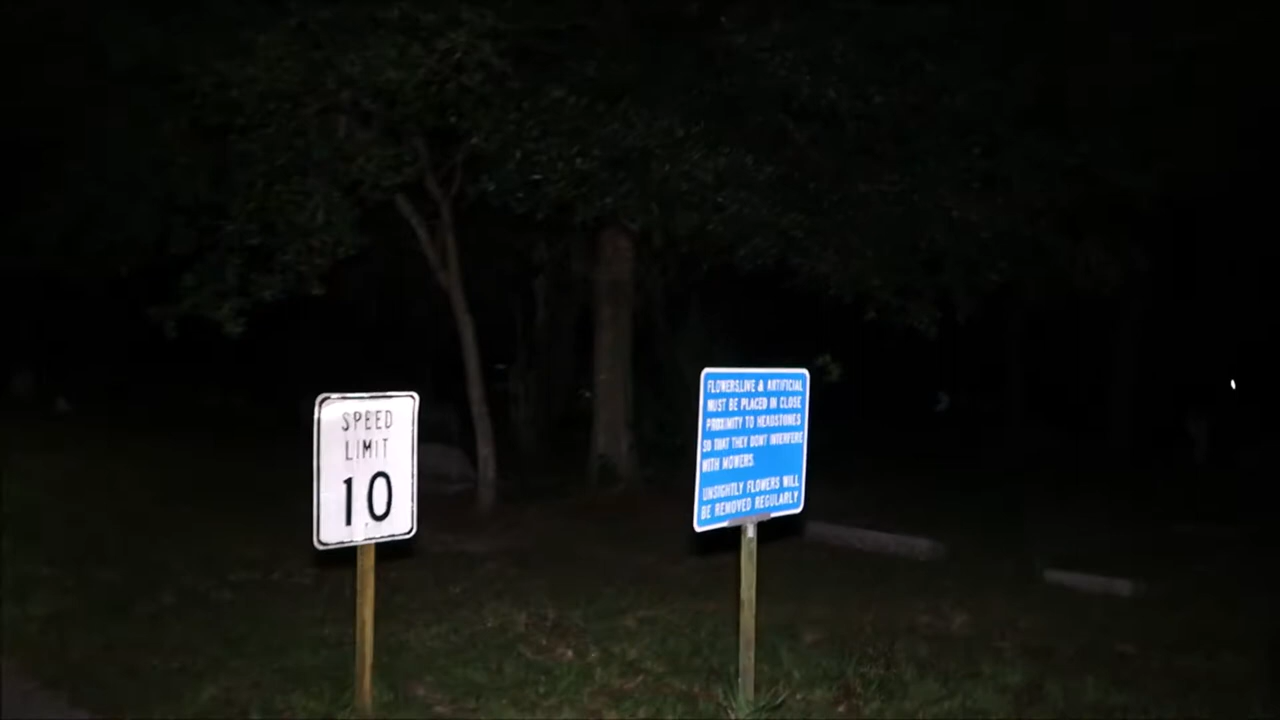 SPEED
LIMIT
10
FLOWERS,LIVE & ARTIFICIAL
MUST BE PLACED IN CLOSE
PROXIMITY TO HEADSTONES
SO THAT THEY DONT INTERFERE
WITH MOWERS.
UNSIGHTLY FLOWERS WILL
BE REMOVED REGULARLY